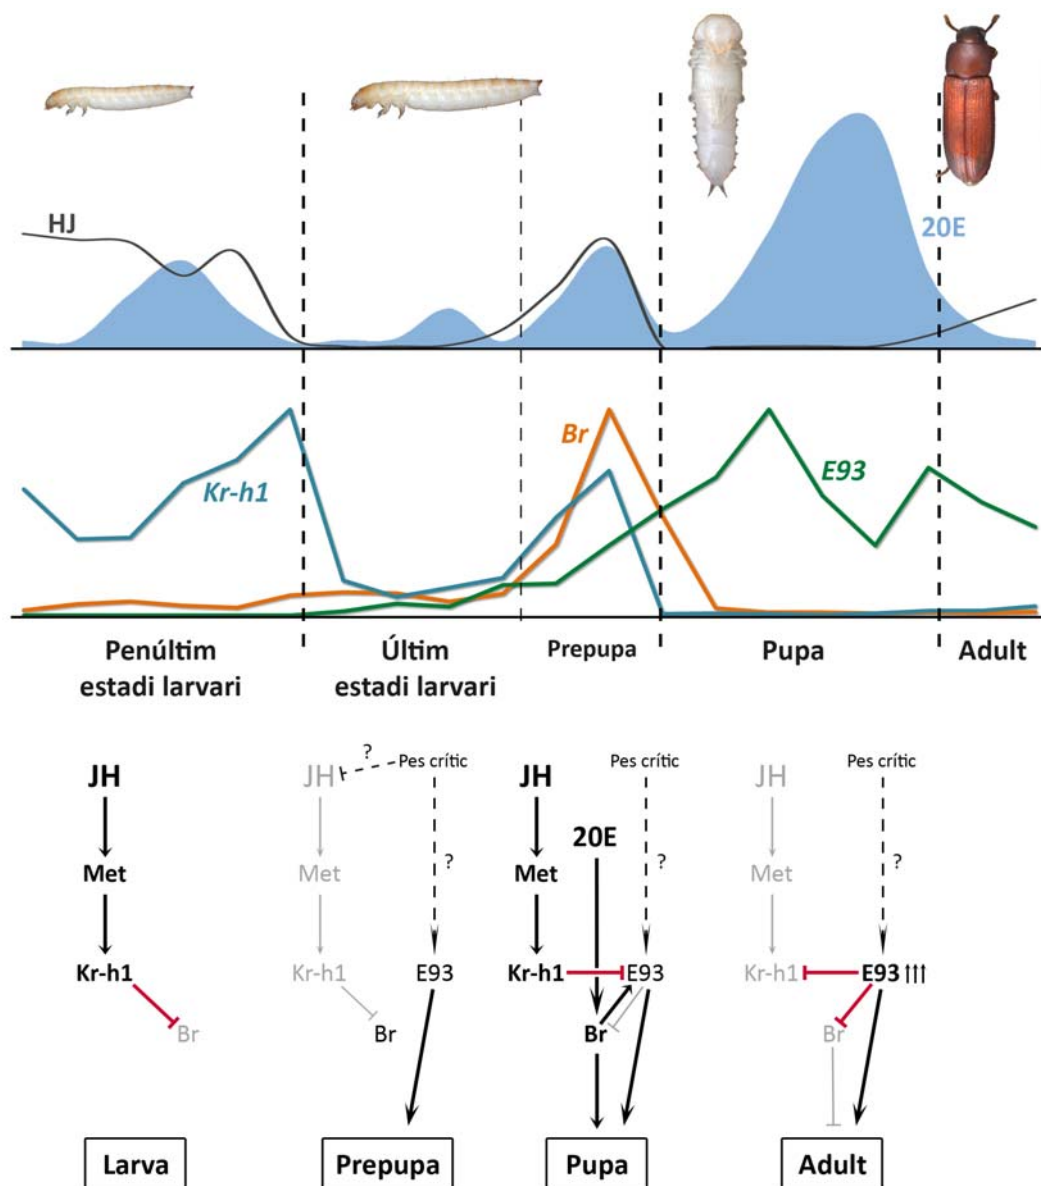 HJ
20E
Kr-h1
Br
E93
Penúltim
estadi larvari
Últim
estadi larvari
Prepupa
Pupa
Adult
JH
Met
Kr-h1
Br
Larva
?
Pes crític
JH
?
Met
Kr-h1
E93
Br
Prepupa
Pes crític
JH
20E
?
Met
Kr-h1
E93
Br
Pupa
Pes crític
JH
?
Met
Kr-h1
E93
Br
Adult